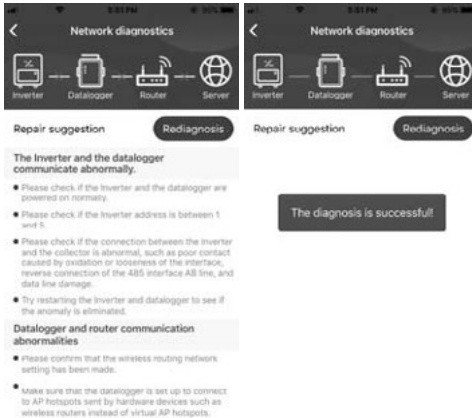 5:51 PM
Network diagnostics
Inverter
Datalogger
Router
Server
Repair suggestion
Rediagnosis
The Inverter and the datalogger
communicate abnormally.
Please check if the Inverter and the datalogger are
powered on normally.
Please check if the Inverter address is between 1
and 5.
Please check if the connection between the Inverter
and the collector is abnormal, such as poor contact
caused by oxidation or looseness of the interface,
reverse connection of the 485 interface AB line, and
data line damage.
Try restarting the Inverter and datalogger to see if
the anomaly is eliminated.
Datalogger and router communication
abnormalities
Please confirm that the wireless routing network
setting has been made.
Make sure that the datalogger is set up to connect
to AP hotspots sent by hardware devices such as
wireless routers instead of virtual AP hotspots.
5:51 PM
Network diagnostics
Inverter
Datalogger
Router
Server
Repair suggestion
Rediagnosis
The diagnosis is successful!